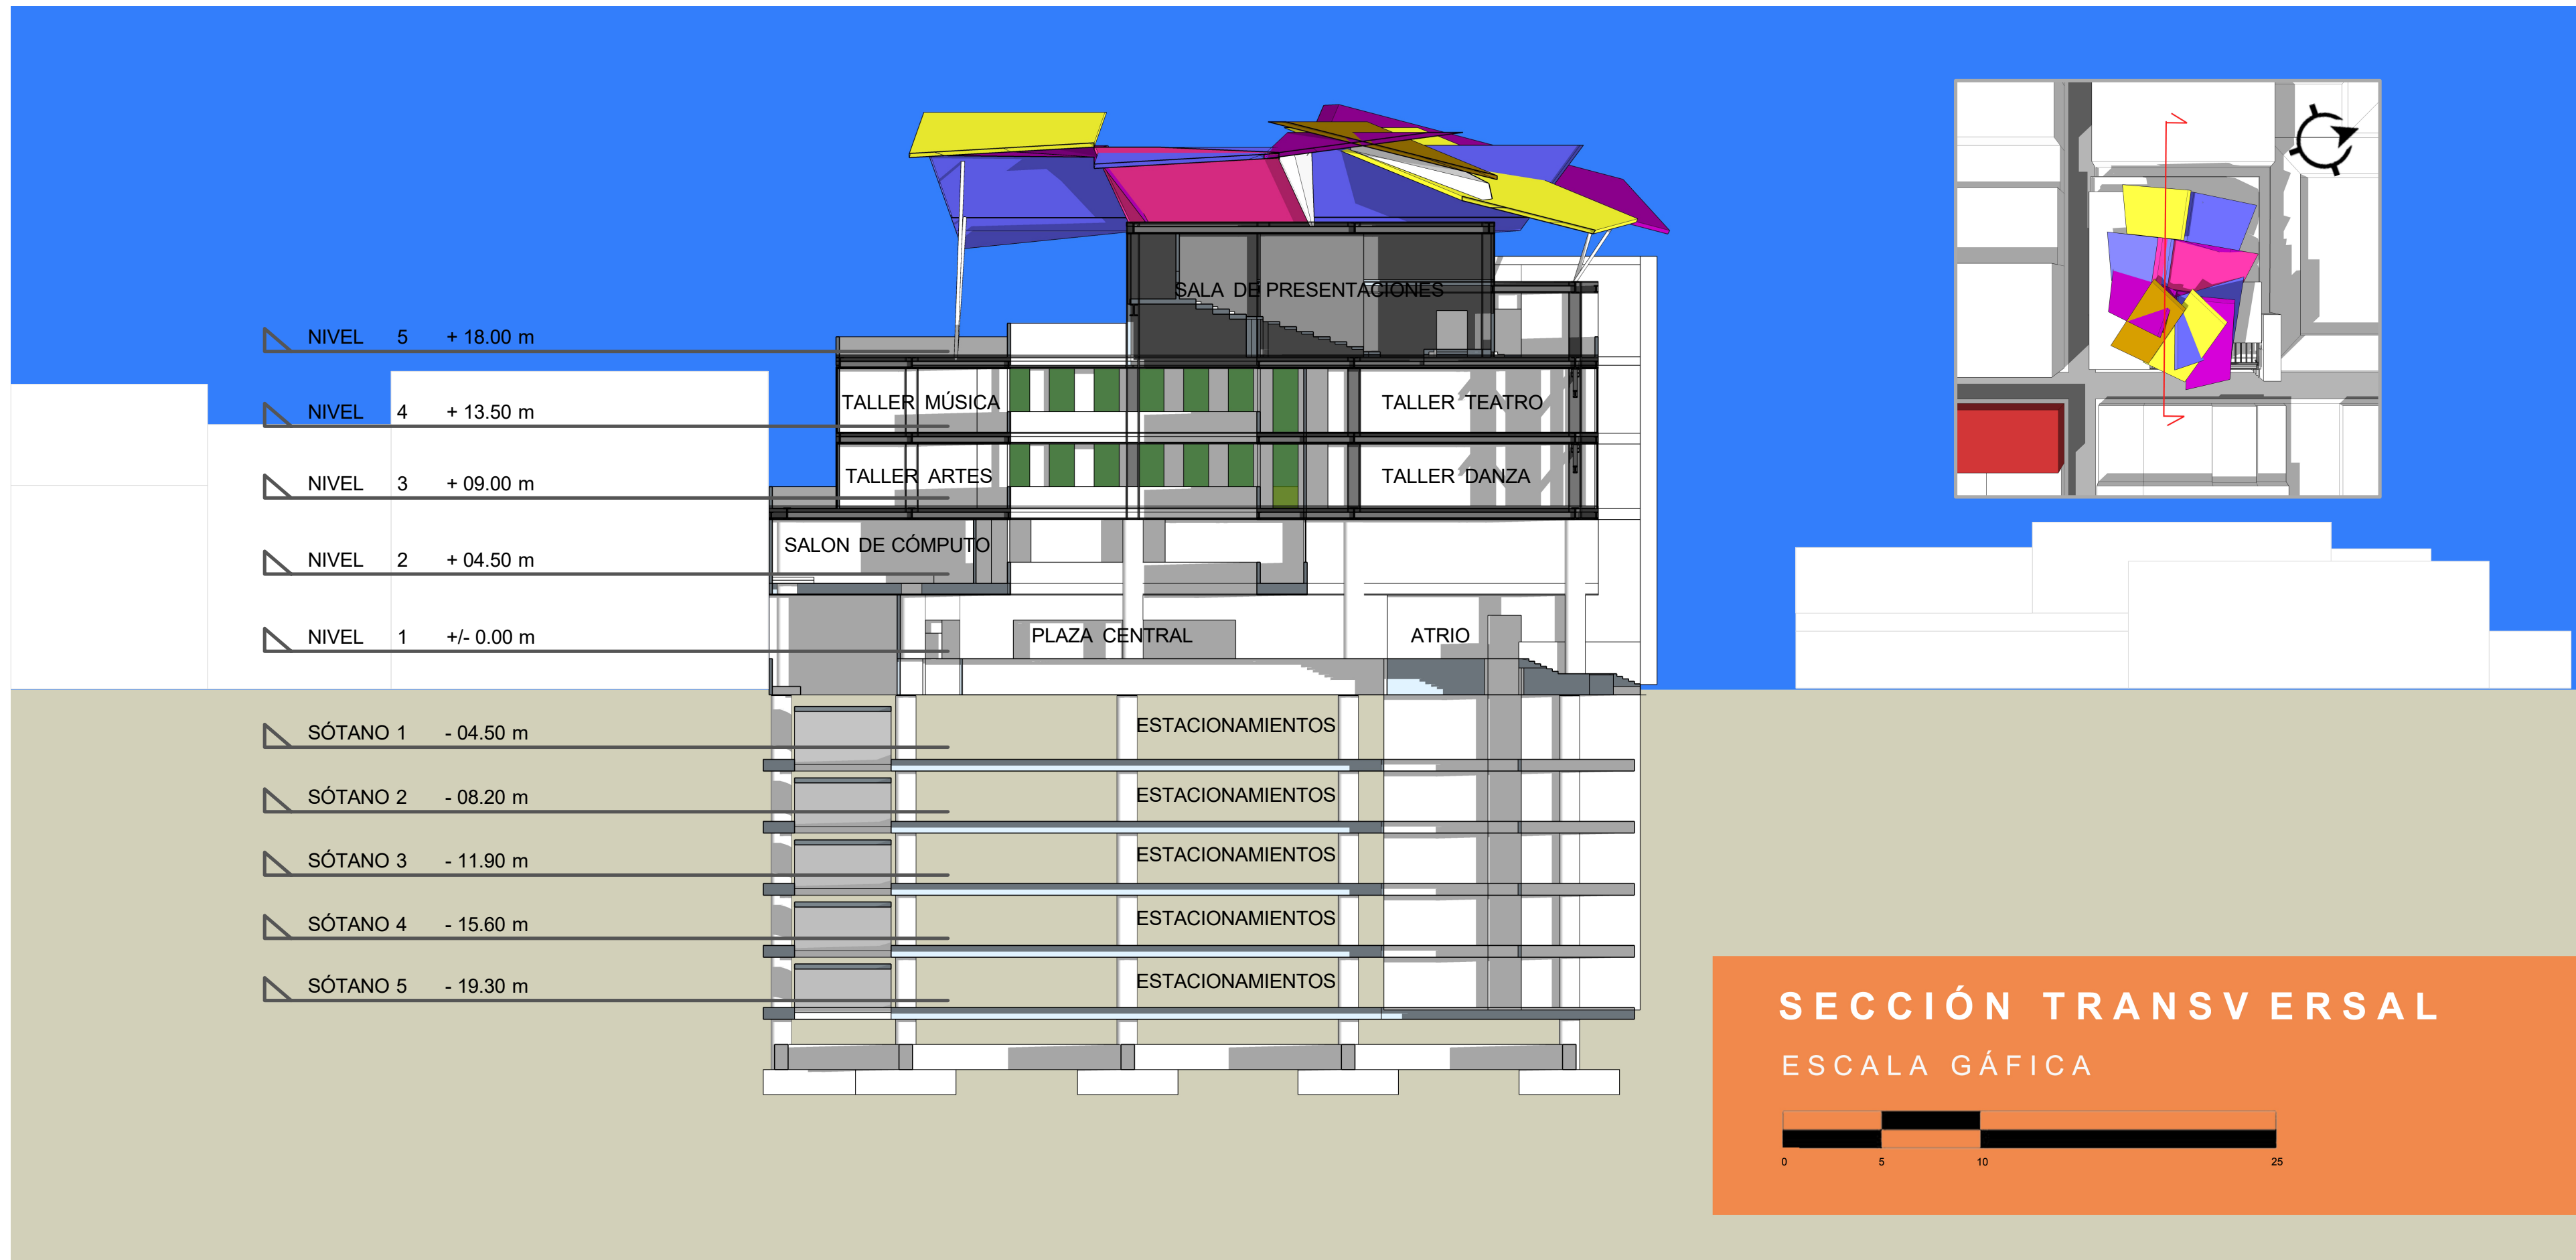 SALA DE PRESENTACIONES
NIVEL 5 + 18.00 m
NIVEL 4 + 13.50 m
TALLER MÚSICA
TALLER TEATRO
NIVEL 3 + 09.00 m
TALLER ARTES
TALLER DANZA
NIVEL 2 + 04.50 m
SALON DE CÓMPUTO
NIVEL 1 +/- 0.00 m
PLAZA CENTRAL
ATRIO
SÓTANO 1 - 04.50 m
ESTACIONAMIENTOS
SÓTANO 2 - 08.20 m
ESTACIONAMIENTOS
SÓTANO 3 - 11.90 m
ESTACIONAMIENTOS
SÓTANO 4 - 15.60 m
ESTACIONAMIENTOS
SÓTANO 5 - 19.30 m
ESTACIONAMIENTOS
SECCIÓN TRANSVERSAL
ESCALA GÁFICA
0 5 10 25